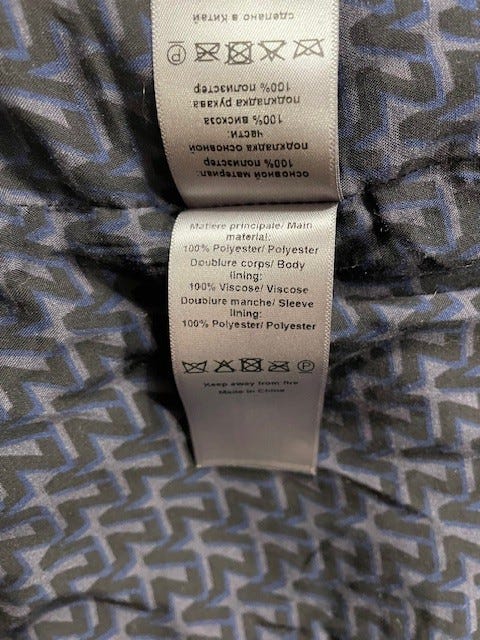 основной материал:
100% полиэстер
подкладка основной
части:
100% вискоза
подкладка рукава
100% полиэстер
P
сделано в Китай
Matière principale/ Main
material:
100% Polyester/ Polyester
Doublure corps/ Body
lining:
100% Viscose/ Viscose
Doublure manche/ Sleeve
lining:
100% Polyester/ Polyester
P
Keep away from fire
Made in China